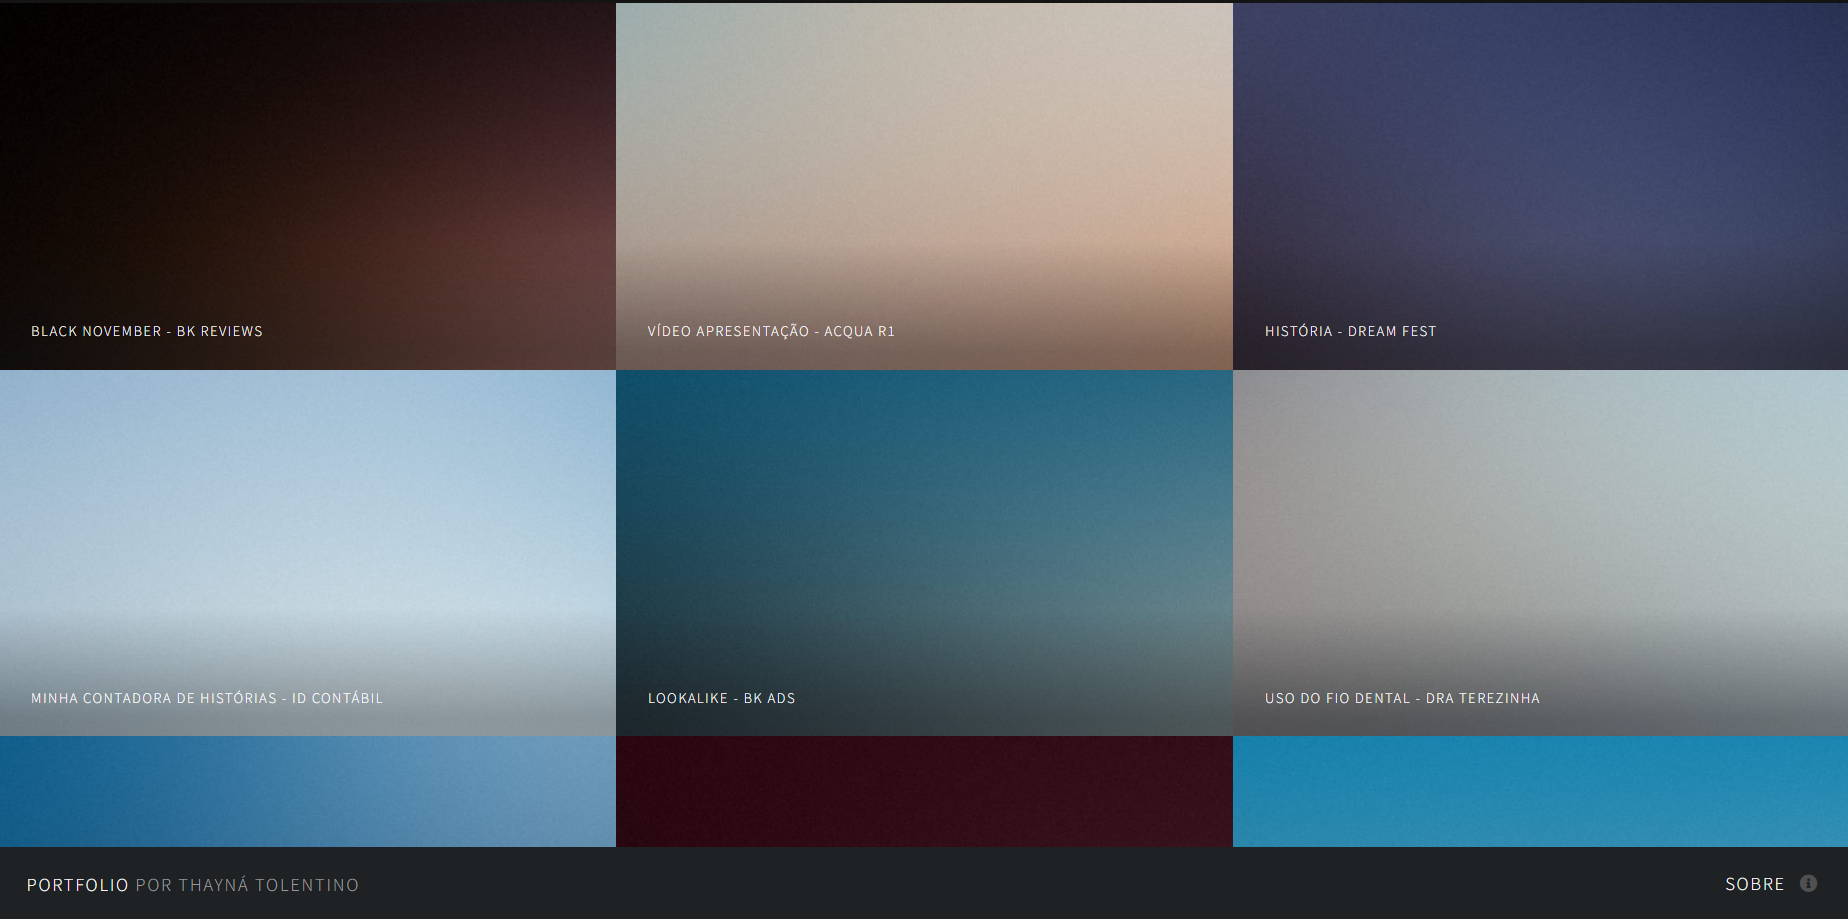 BLACK NOVEMBER - BK REVIEWS
VÍDEO APRESENTAÇÃO - ACQUA R1
HISTÓRIA - DREAM FEST
MINHA CONTADORA DE HISTÓRIAS - ID CONTÁBIL
LOOKALIKE - BK ADS
USO DO FIO DENTAL - DRA TEREZINHA
PORTFOLIO POR THAYNÁ TOLENTINO
SOBRE